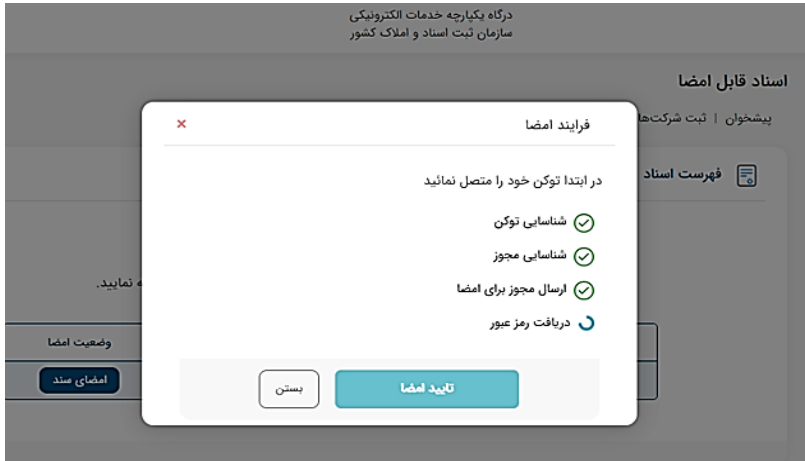 درگاه یکپارچه خدمات الکترونیکی
سازمان ثبت اسناد و املاک کشور
اسناد قابل امضا
پیشخوان | ثبت شرکت‌ها
فهرست اسناد
فرایند امضا
×
در ابتدا توکن خود را متصل نمائید
شناسایی توکن
شناسایی مجوز
ارسال مجوز برای امضا
دریافت رمز عبور
تایید امضا
بستن
نمایید.
وضعیت امضا
امضای سند